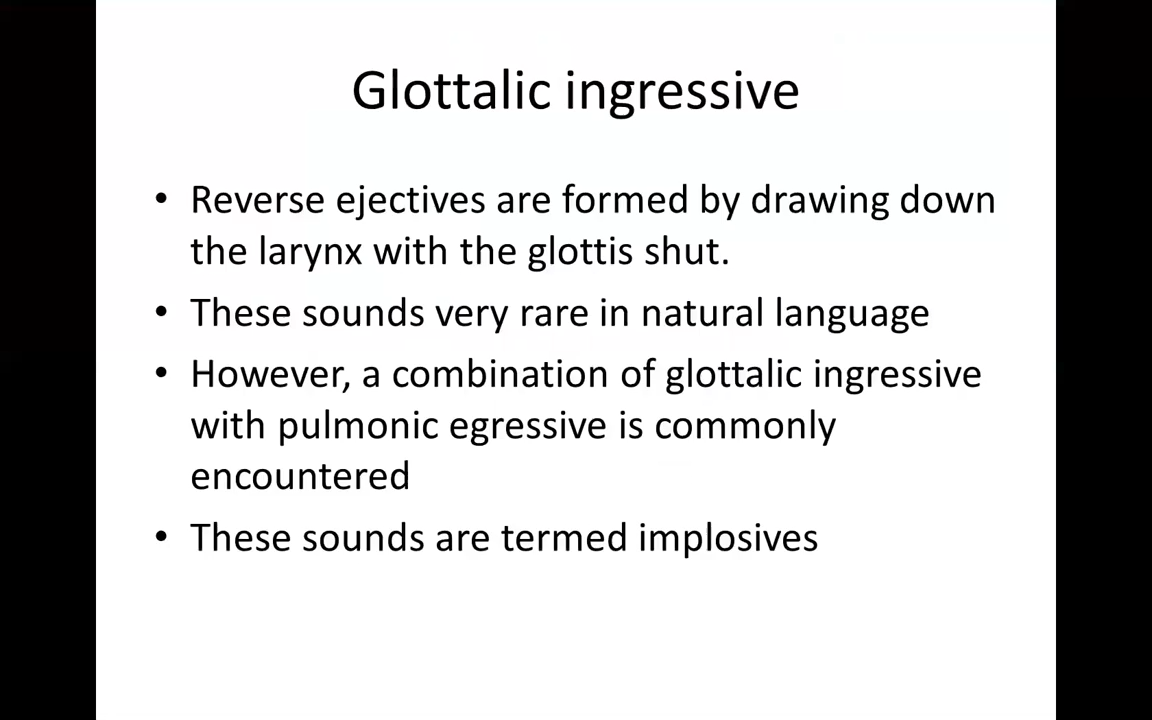 Glottalic ingressive
• Reverse ejectives are formed by drawing down
the larynx with the glottis shut.
• These sounds very rare in natural language
• However, a combination of glottalic ingressive
with pulmonic egressive is commonly
encountered
• These sounds are termed implosives